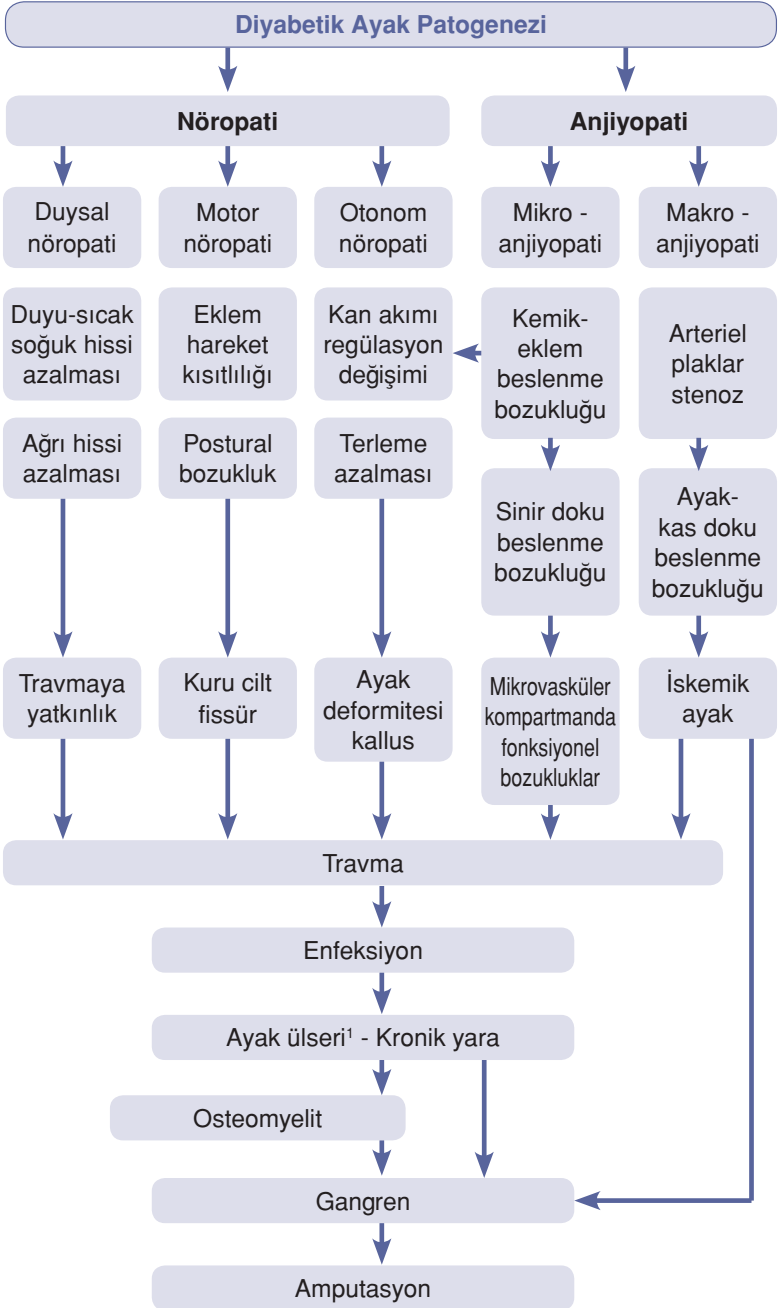 Diyabetik Ayak Patogenezi
Nöropati
Anjiyopati
Duysal
nöropati
Motor
nöropati
Otonom
nöropati
Mikro -
anjiyopati
Makro -
anjiyopati
Duyu-sıcak
soğuk hissi
azalması
Eklem
hareket
kısıtlılığı
Kan akımı
regülasyon
değişimi
Kemik-
eklem
beslenme
bozukluğu
Arteriel
plaklar
stenoz
Ağrı hissi
azalması
Postural
bozukluk
Terleme
azalması
Sinir doku
beslenme
bozukluğu
Ayak-
kas doku
beslenme
bozukluğu
Travmaya
yatkınlık
Kuru cilt
fissür
Ayak
deformitesi
kallus
Mikrovasküler
kompartmanda
fonksiyonel
bozukluklar
İskemik
ayak
Travma
Enfeksiyon
Ayak ülseri¹ - Kronik yara
Osteomyelit
Gangren
Amputasyon